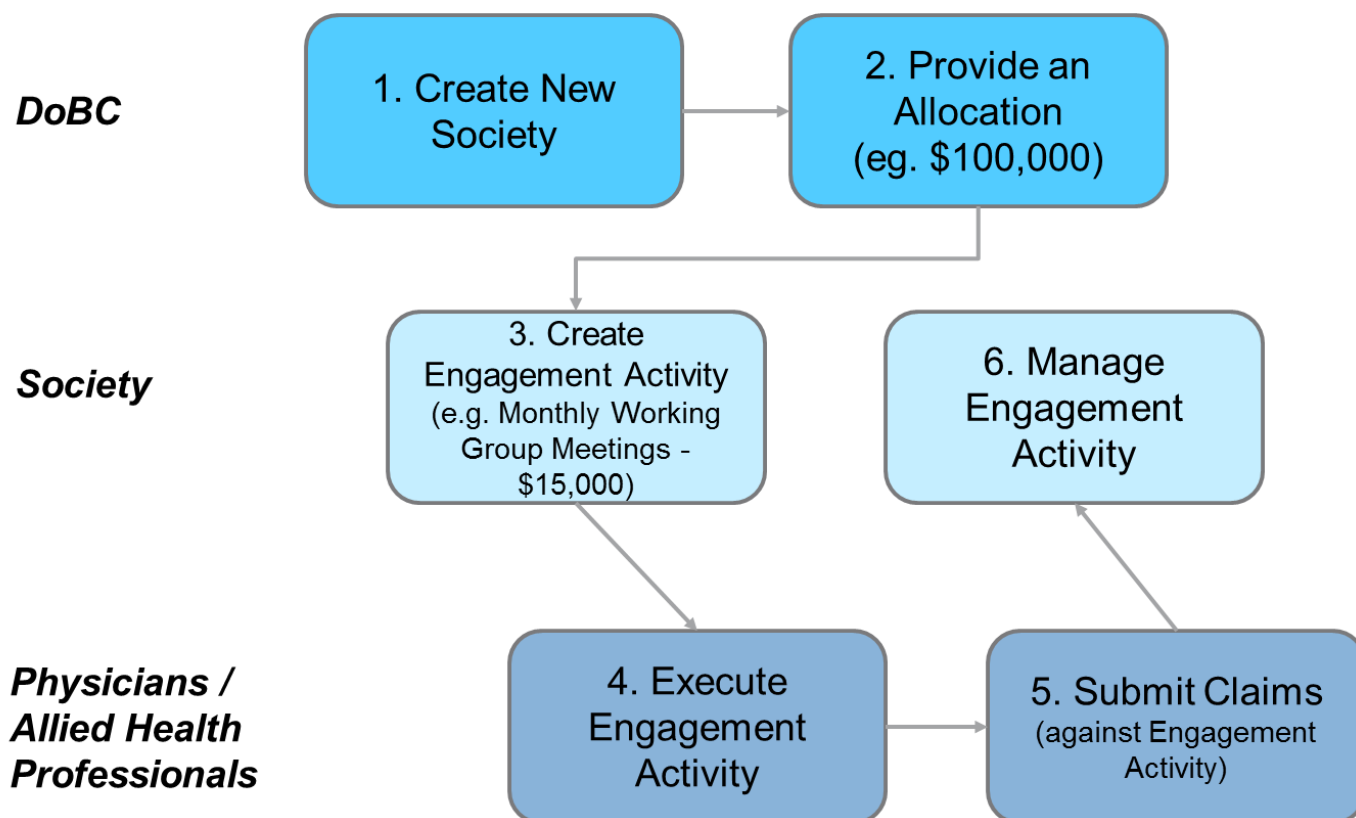 DoBC
1. Create New
Society
2. Provide an
Allocation
(eg. $100,000)
Society
3. Create
Engagement Activity
(e.g. Monthly Working
Group Meetings -
$15,000)
6. Manage
Engagement
Activity
Physicians /
Allied Health
Professionals
4. Execute
Engagement
Activity
5. Submit Claims
(against Engagement
Activity)